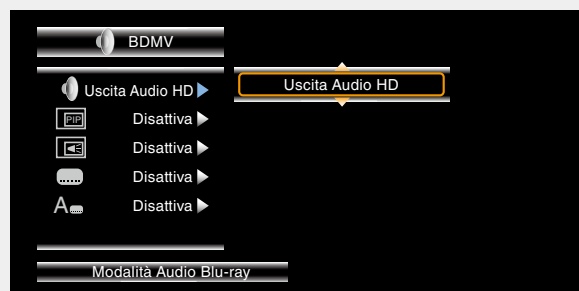 BDMV
Uscita Audio HD
Uscita Audio HD
PIP Disattiva
Disattiva
Disattiva
A Disattiva
Modalità Audio Blu-ray